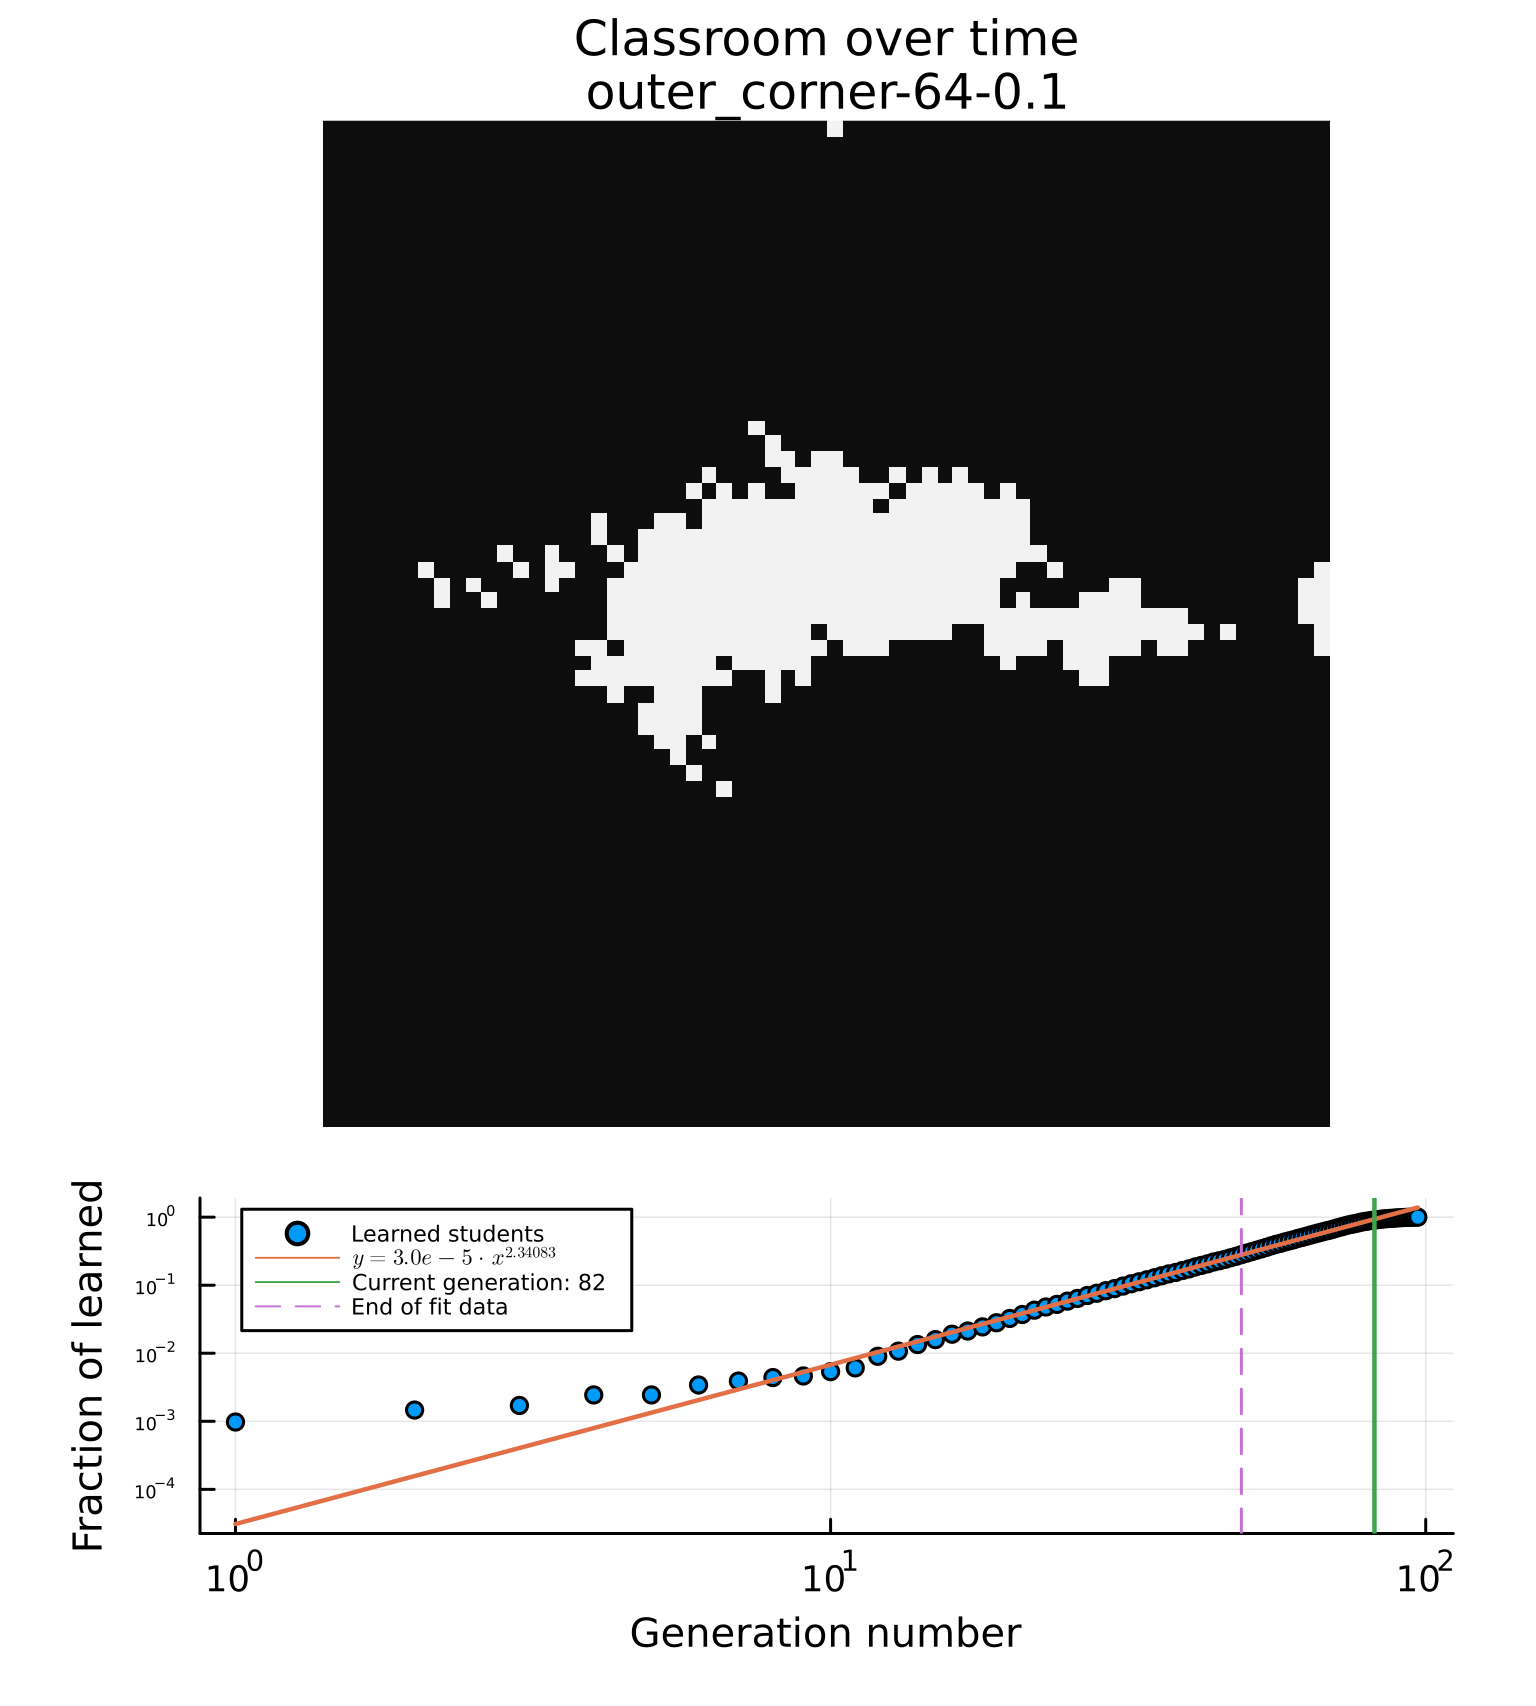 Classroom over time
outer_corner-64-0.1
Fraction of learned
10^0
10^-1
10^-2
10^-3
10^-4
Learned students
y = 3.0e − 5 · x^2.34083
Current generation: 82
End of fit data
10^0 10^1 10^2
Generation number